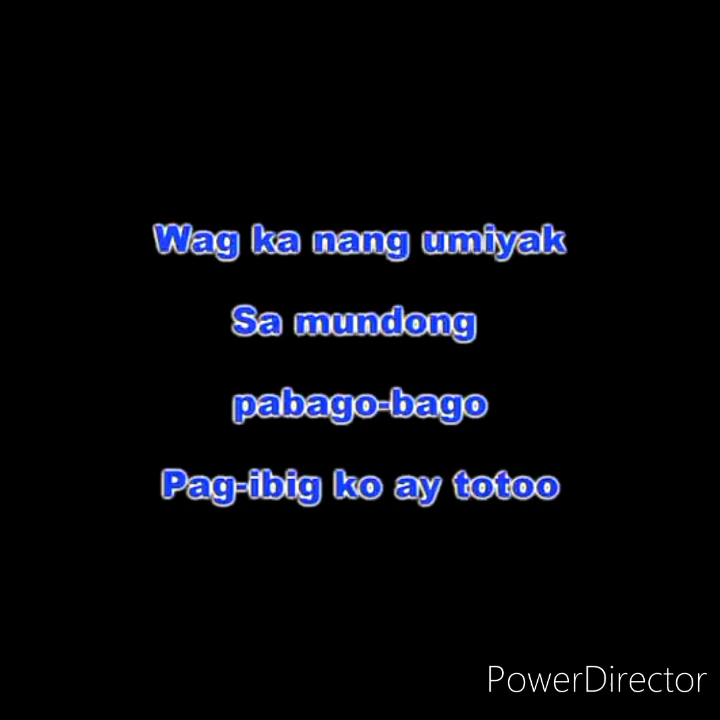 Wag ka nang umiyak
Sa mundong
pabago-bago
Pag-ibig ko ay totoo
PowerDirector